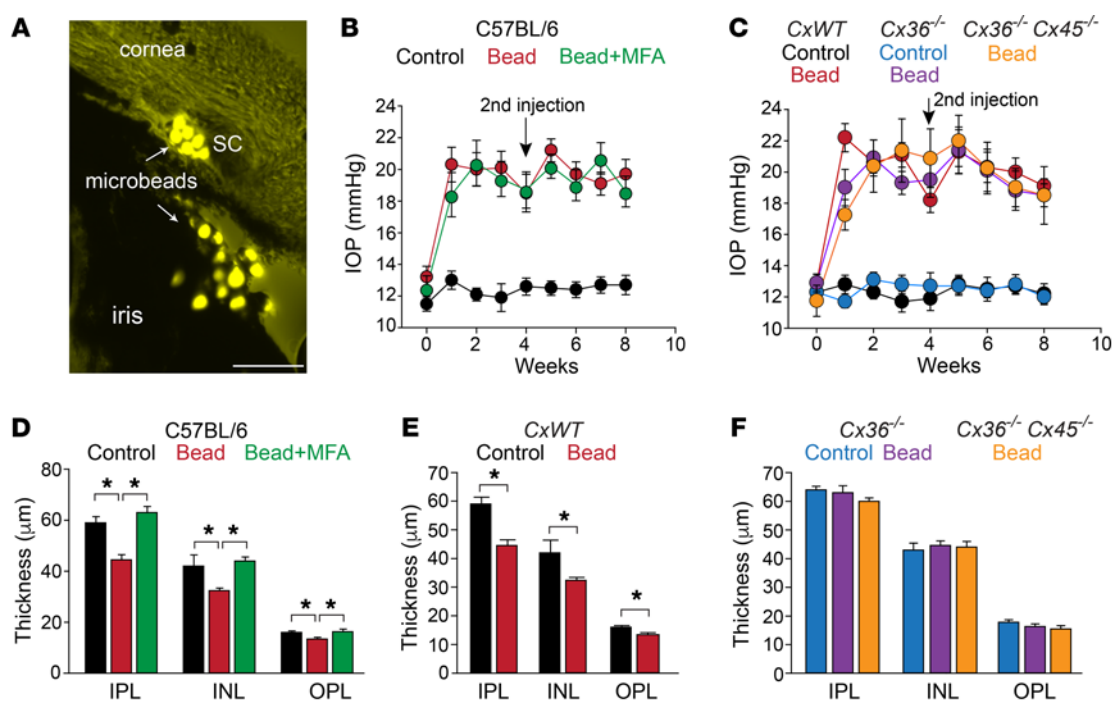 A
cornea
SC
microbeads
iris
B
C57BL/6
Control Bead Bead+MFA
2nd injection
IOP (mmHg)
22
20
18
16
14
12
10
0 2 4 6 8 10
Weeks
C
CxWT Cx36-/- Cx36-/- Cx45-/-
Control Control Bead
Bead Bead
2nd injection
IOP (mmHg)
24
22
20
18
16
14
12
10
0 2 4 6 8 10
Weeks
D
C57BL/6
Control Bead Bead+MFA
Thickness (μm)
80
60
40
20
0
* * * * * *
IPL INL OPL
E
CxWT
Control Bead
Thickness (μm)
70
60
50
40
30
20
10
0
* * *
IPL INL OPL
F
Cx36-/- Cx36-/- Cx45-/-
Control Bead Bead
Thickness (μm)
70
60
50
40
30
20
10
0
IPL INL OPL